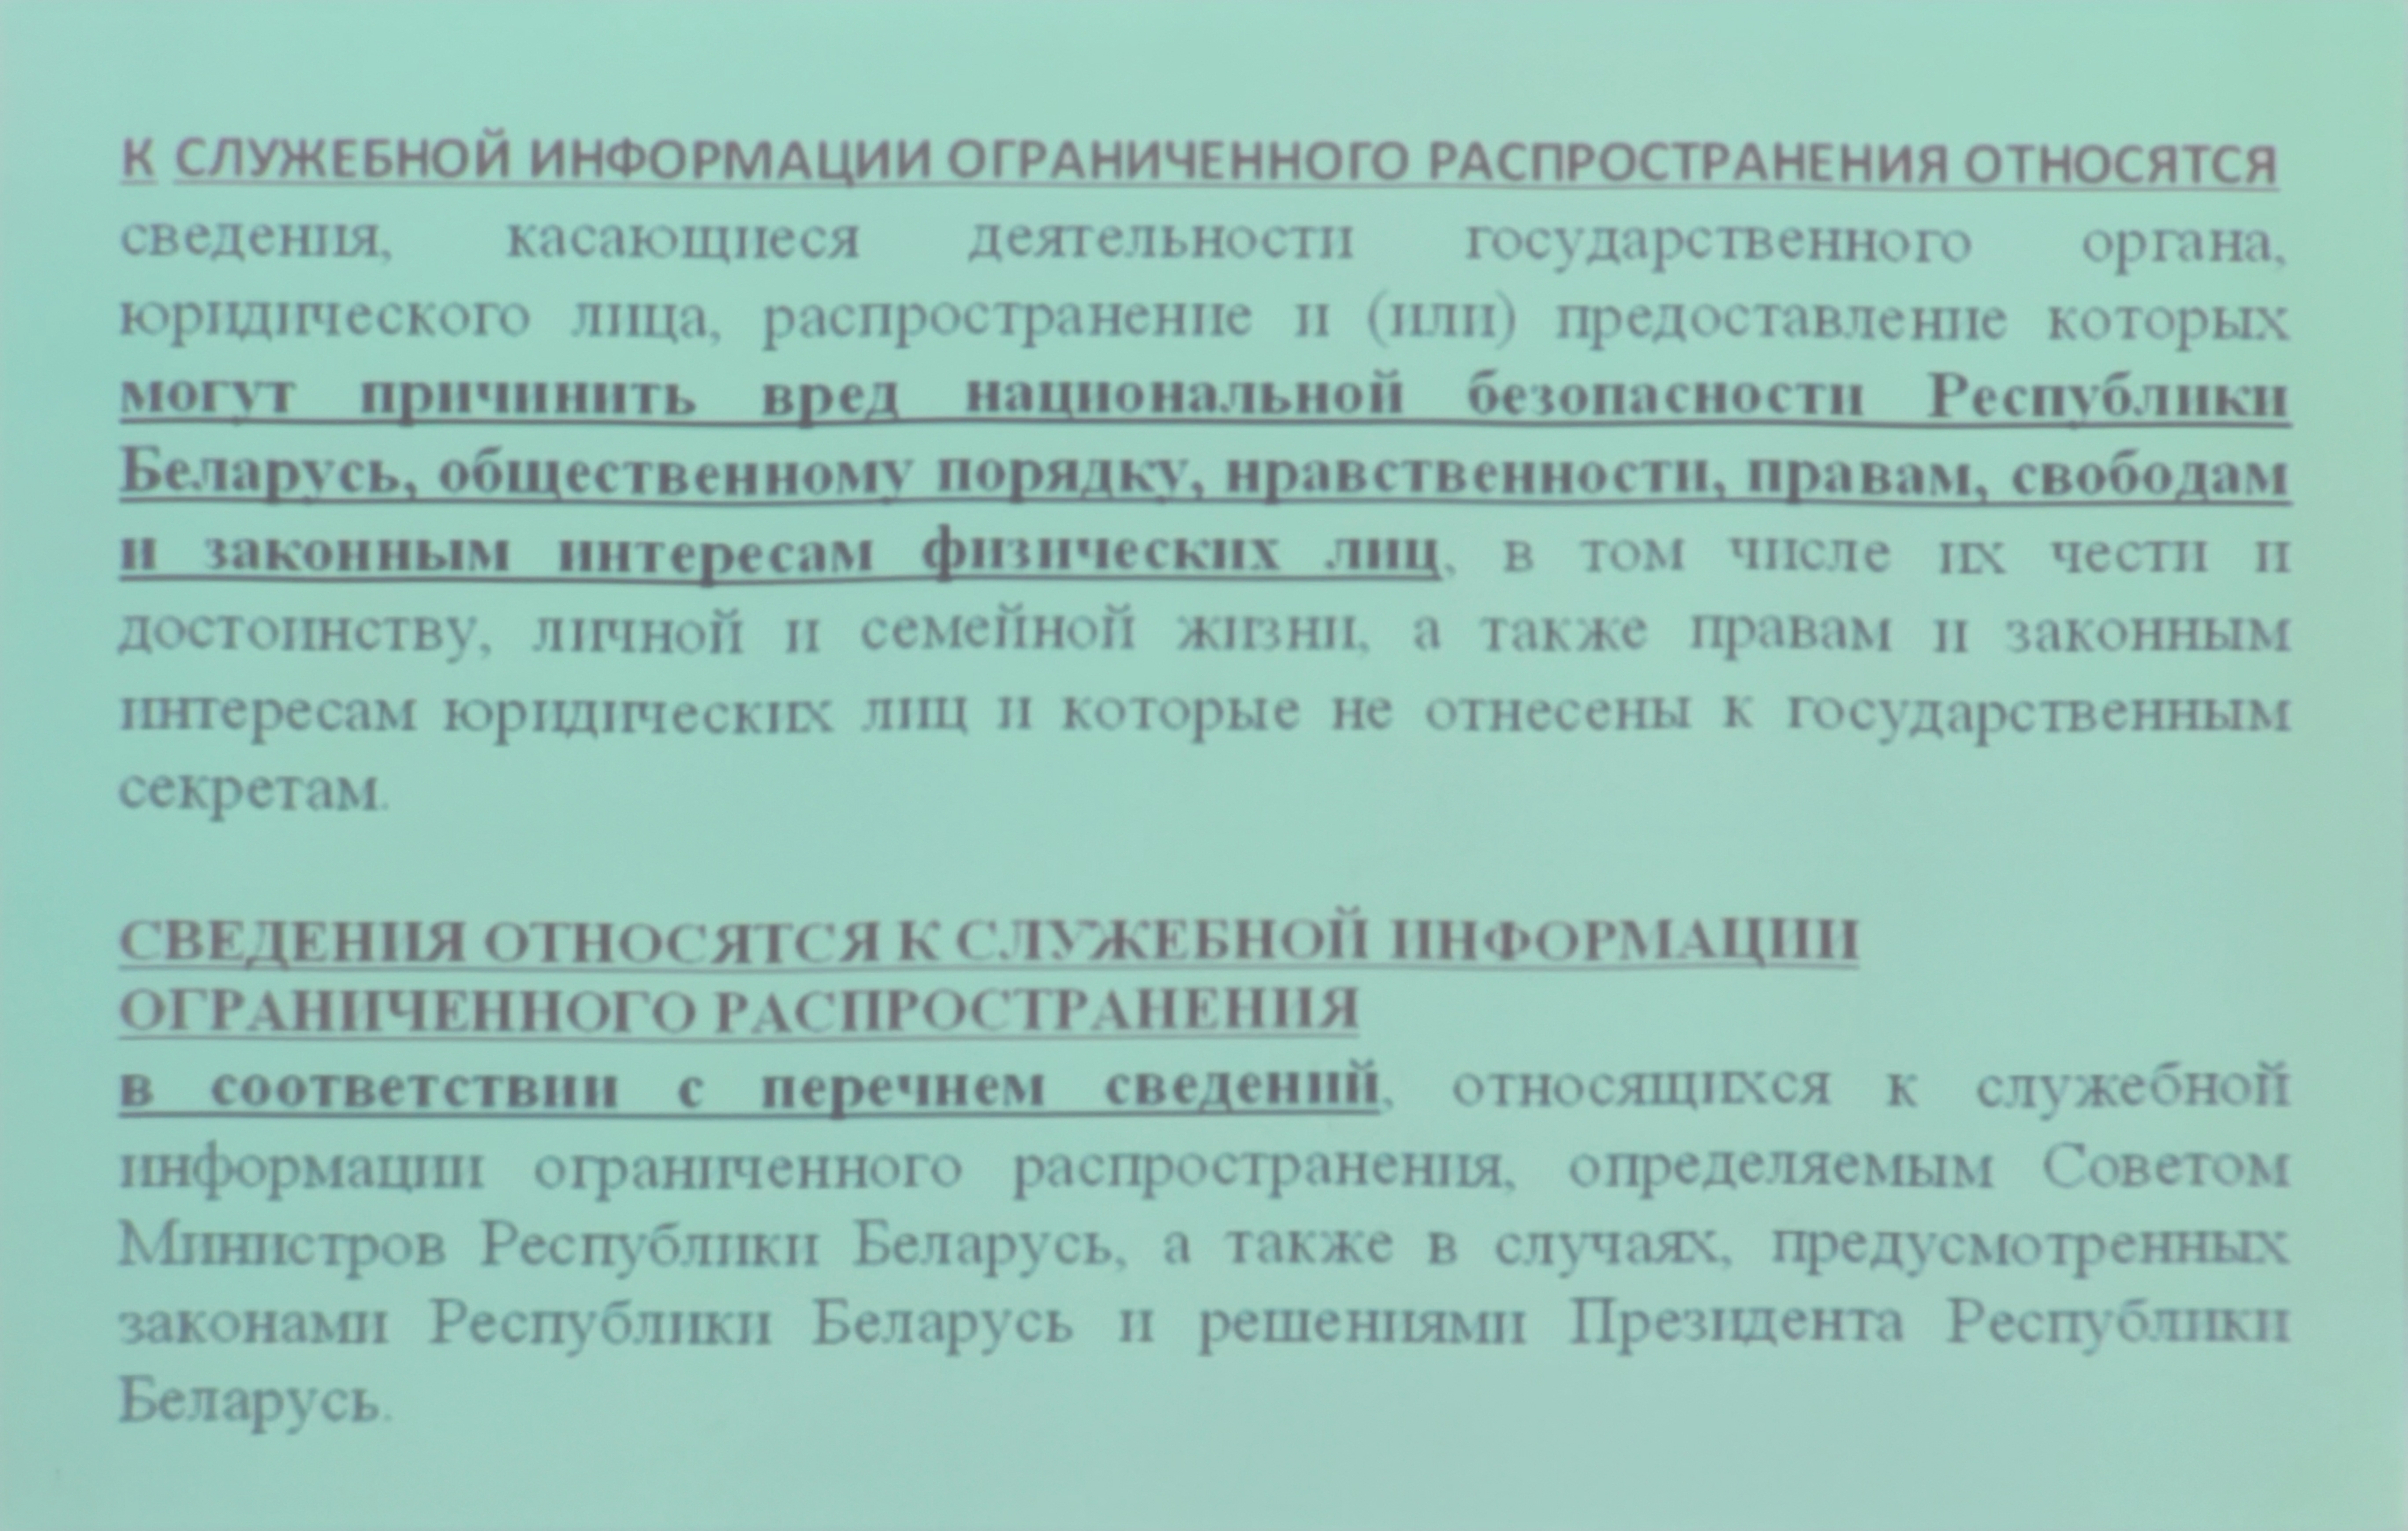 К СЛУЖЕБНОЙ ИНФОРМАЦИИ ОГРАНИЧЕННОГО РАСПРОСТРАНЕНИЯ ОТНОСЯТСЯ
сведения, касающиеся деятельности государственного органа,
юридического лица, распространение и (или) предоставление которых
могут причинить вред национальной безопасности Республики
Беларусь, общественному порядку, нравственности, правам, свободам
и законным интересам физических лиц, в том числе их чести и
достоинству, личной и семейной жизни, а также правам и законным
интересам юридических лиц и которые не отнесены к государственным
секретам.
СВЕДЕНИЯ ОТНОСЯТСЯ К СЛУЖЕБНОЙ ИНФОРМАЦИИ
ОГРАНИЧЕННОГО РАСПРОСТРАНЕНИЯ
в соответствии с перечнем сведений, относящихся к служебной
информации ограниченного распространения, определяемым Советом
Министров Республики Беларусь, а также в случаях, предусмотренных
законами Республики Беларусь и решениями Президента Республики
Беларусь.